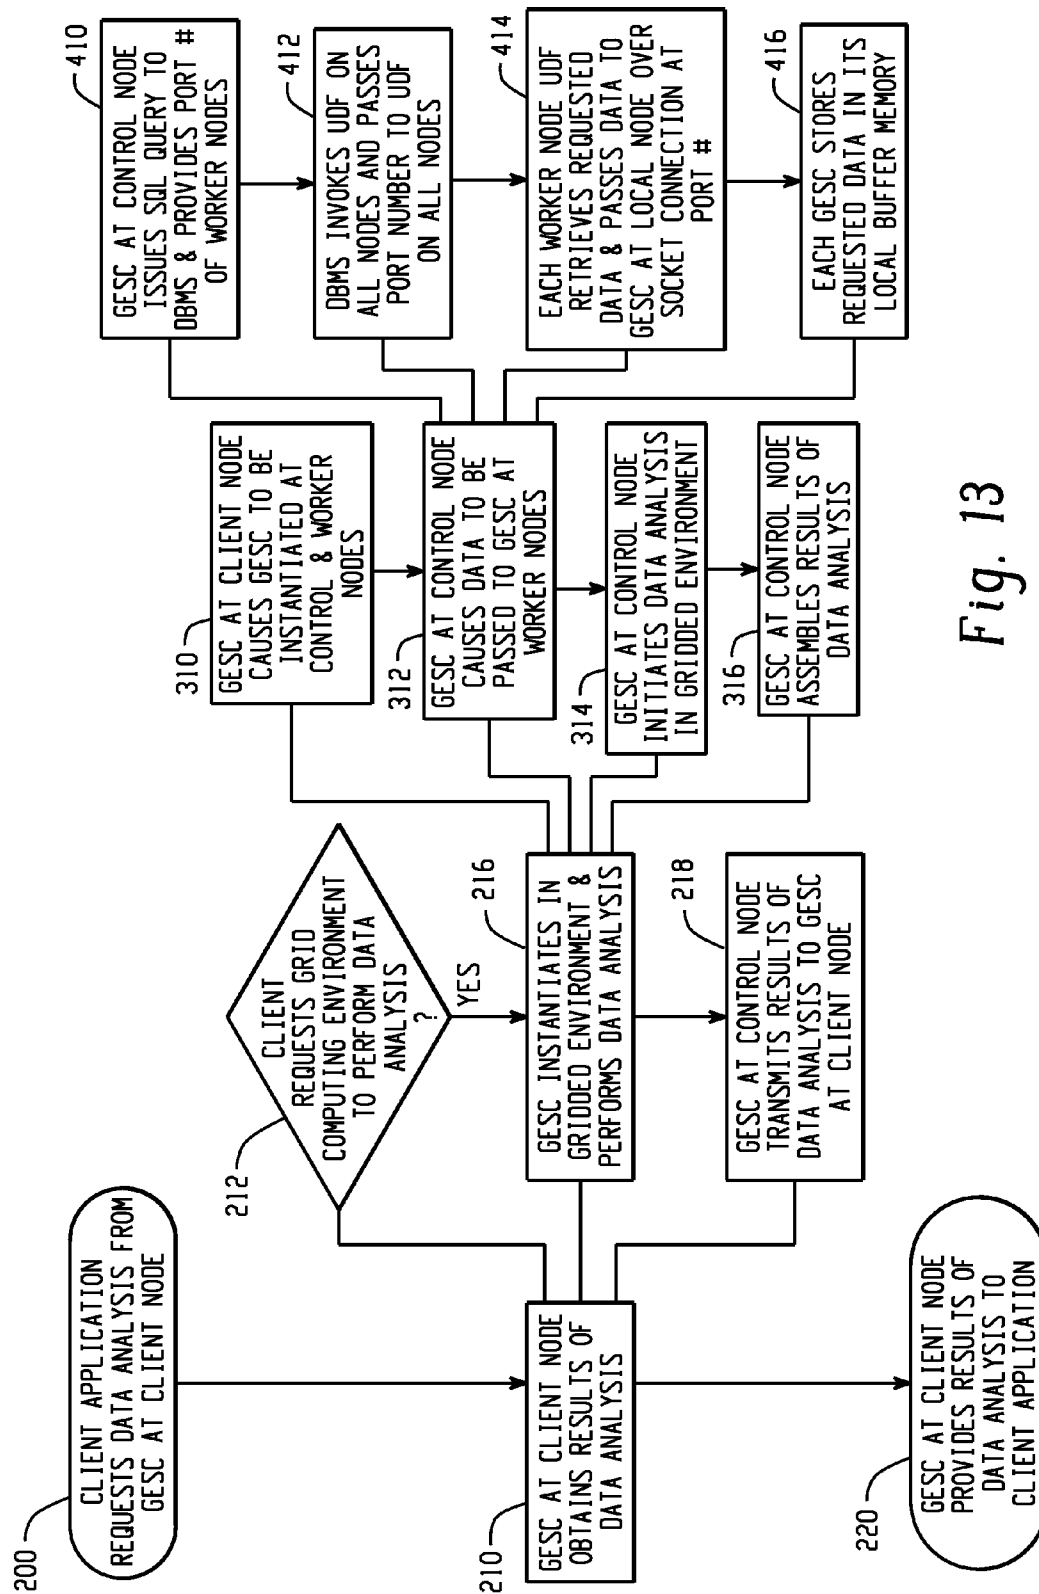 200
CLIENT APPLICATION
REQUESTS DATA ANALYSIS FROM
GESC AT CLIENT NODE
210
GESC AT CLIENT NODE
OBTAINS RESULTS OF
DATA ANALYSIS
220
GESC AT CLIENT NODE
PROVIDES RESULTS OF
DATA ANALYSIS TO
CLIENT APPLICATION
212
CLIENT
REQUESTS GRID
COMPUTING ENVIRONMENT
TO PERFORM DATA
ANALYSIS
?
YES
216
GESC INSTANTIATES IN
GRIDDED ENVIRONMENT &
PERFORMS DATA ANALYSIS
218
GESC AT CONTROL NODE
TRANSMITS RESULTS OF
DATA ANALYSIS TO GESC
AT CLIENT NODE
310
GESC AT CLIENT NODE
CAUSES GESC TO BE
INSTANTIATED AT
CONTROL & WORKER
NODES
312
GESC AT CONTROL NODE
CAUSES DATA TO BE
PASSED TO GESC AT
WORKER NODES
314
GESC AT CONTROL NODE
INITIATES DATA ANALYSIS
IN GRIDDED ENVIRONMENT
316
GESC AT CONTROL NODE
ASSEMBLES RESULTS OF
DATA ANALYSIS
410
GESC AT CONTROL NODE
ISSUES SQL QUERY TO
DBMS & PROVIDES PORT #
OF WORKER NODES
412
DBMS INVOKES UDF ON
ALL NODES AND PASSES
PORT NUMBER TO UDF
ON ALL NODES
414
EACH WORKER NODE UDF
RETRIEVES REQUESTED
DATA & PASSES DATA TO
GESC AT LOCAL NODE OVER
SOCKET CONNECTION AT
PORT #
416
EACH GESC STORES
REQUESTED DATA IN ITS
LOCAL BUFFER MEMORY
Fig. 13